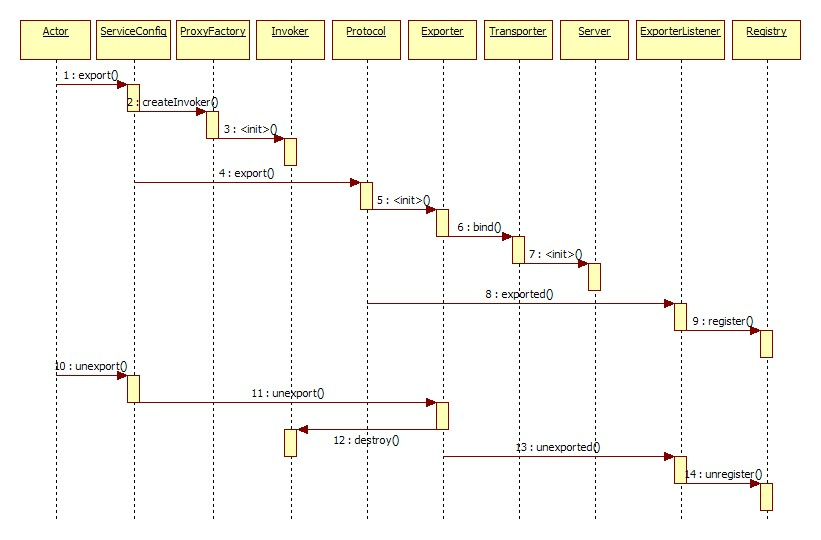 Actor ServiceConfig ProxyFactory Invoker Protocol Exporter Transporter Server ExporterListener Registry
1 : export()
2 : createInvoker()
3 : <init>()
4 : export()
5 : <init>()
6 : bind()
7 : <init>()
8 : exported()
9 : register()
10 : unexport()
11 : unexport()
12 : destroy()
13 : unexported()
14 : unregister()